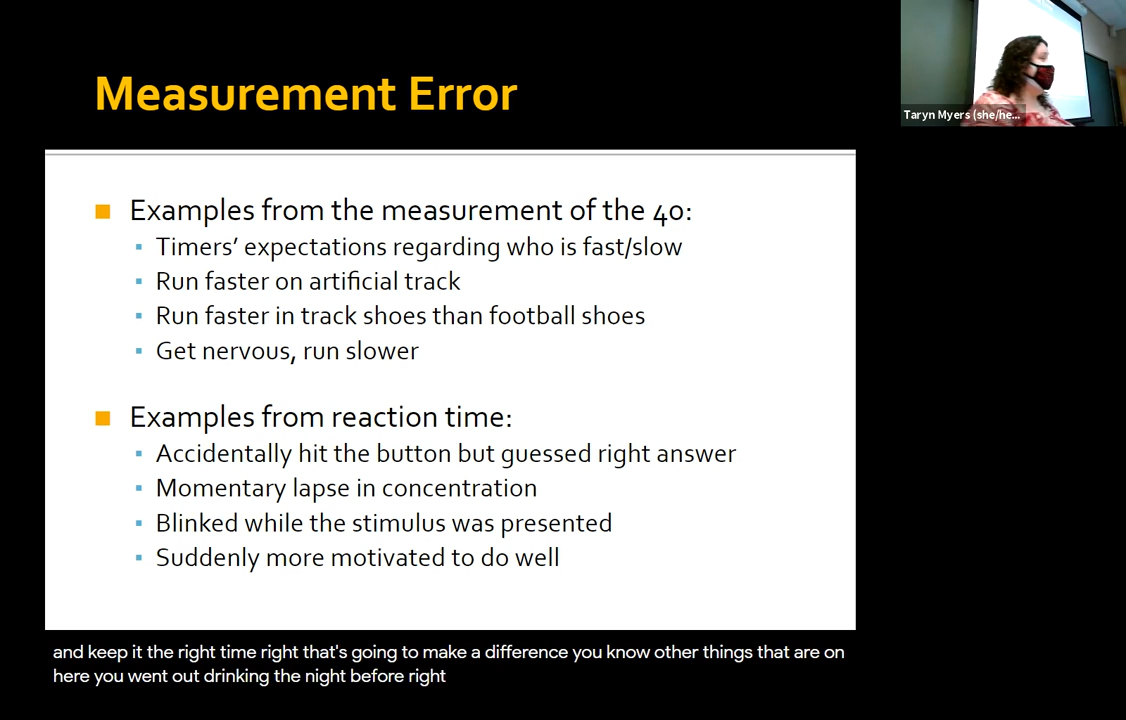 Measurement Error
Taryn Myers (she/he...
Examples from the measurement of the 40:
Timers' expectations regarding who is fast/slow
Run faster on artificial track
Run faster in track shoes than football shoes
Get nervous, run slower
Examples from reaction time:
Accidentally hit the button but guessed right answer
Momentary lapse in concentration
Blinked while the stimulus was presented
Suddenly more motivated to do well
and keep it the right time right that's going to make a difference you know other things that are on
here you went out drinking the night before right